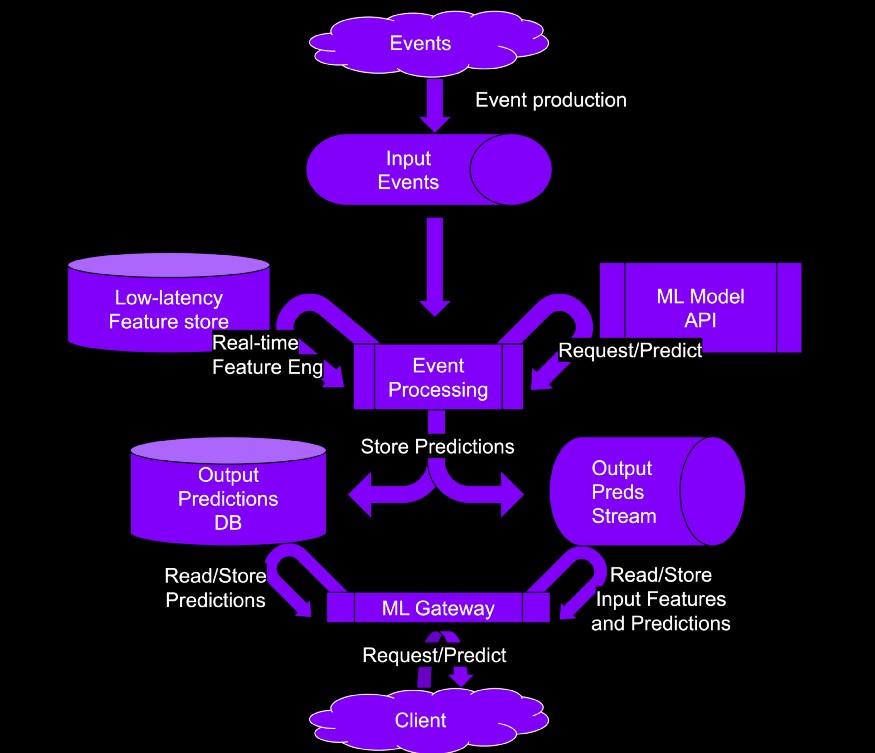 Events
Event production
Input
Events
Low-latency
Feature store
ML Model
API
Real-time
Feature Eng
Request/Predict
Event
Processing
Store Predictions
Output
Predictions
DB
Output
Preds
Stream
Read/Store
Predictions
Read/Store
Input Features
and Predictions
ML Gateway
Request/Predict
Client